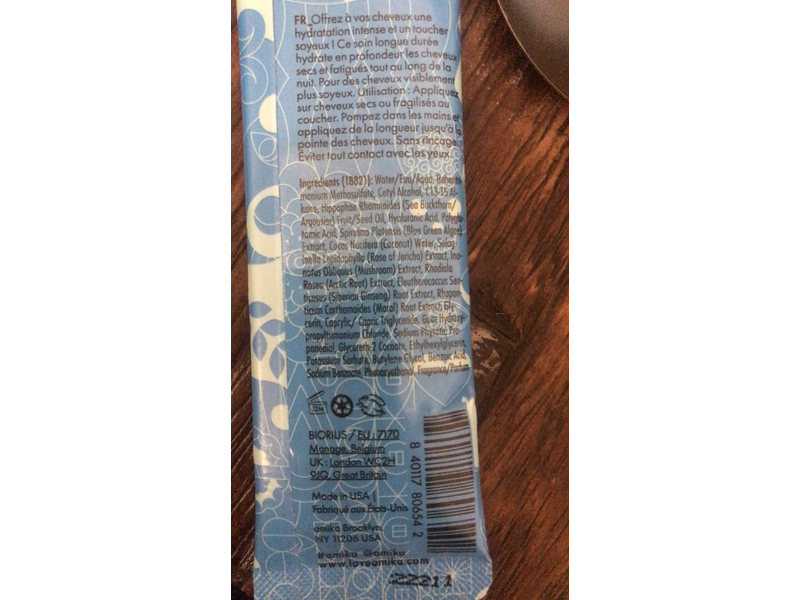 FR_Offrez à vos cheveux une
hydratation intense et un toucher
soyeux ! Ce soin longue durée
hydrate en profondeur les cheveux
secs et fatigués tout au long de la
nuit. Pour des cheveux visiblement
plus soyeux. Utilisation : Appliquez
sur cheveux secs ou fragilisés au
coucher. Pompez dans les mains et
appliquez de la longueur jusqu'à la
pointe des cheveux. Sans rinçage.
Éviter tout contact avec les yeux.
Ingredients (18821): Water/Eau/Aqua, Behentri-
monium Methosulfate, Cetyl Alcohol, C13-15 Al-
kane, Hippophae Rhamnoides (Sea Buckthorn/
Argousier) Fruit/Seed Oil, Hyaluronic Acid, Polyglu-
tamic Acid, Spirulina Platensis (Blue Green Algae)
Extract, Cocos Nucifera (Coconut) Water, Selag-
inella Lepidophylla (Rose of Jericho) Extract, Ino-
notus Obliquus (Mushroom) Extract, Rhodiola
Rosea (Arctic Root) Extract, Eleutherococcus Sen-
ticosus (Siberian Ginseng) Root Extract, Rhapon-
ticum Carthamoides (Maral) Root Extract, Gly-
cerin, Caprylic/ Capric Triglyceride, Guar Hydroxy-
propyltrimonium Chloride, Sodium Phytate, Pro-
panediol, Glycereth-2 Cocoate, Ethylhexylglycerin,
Potassium Sorbate, Butylene Glycol, Benzoic Acid,
Sodium Benzoate, Phenoxyethanol, Fragrance/Parfum
12M
BIORIUS / EU : 7170
Manage, Belgium
UK : London WC2H
9JQ, Great Britain
Made in USA |
Fabriqué aux États-Unis
amika Brooklyn,
NY 11206 USA
#amika @amika
www.loveamika.com
8 40117 80654 2
22211